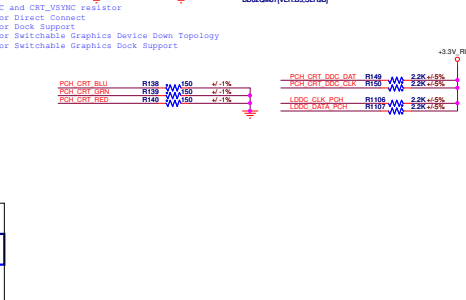 C and CRT_VSYNC resistor
or Direct Connect
or Dock Support
or Switchable Graphics Device Down Topology
or Switchable Graphics Dock Support
+3.3V_RU
PCH_CRT_BLU R138 150 +/-1%
PCH_CRT_GRN R139 150 +/-1%
PCH_CRT_RED R140 150 +/-1%
PCH_CRT_DDC_DAT R149 2.2K+/-5%
PCH_CRT_DDC_CLK R150 2.2K+/-5%
LDDC_CLK_PCH R1106 2.2K+/-5%
LDDC_DATA_PCH R1107 2.2K+/-5%